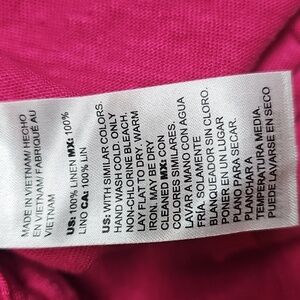 MADE IN VIETNAM/ HECHO
EN VIETNAM/ FABRIQUÉ AU
VIETNAM
US: 100% LINEN MX: 100%
LINO CA: 100% LIN
US: WITH SIMILAR COLORS.
HAND WASH COLD. ONLY
NON-CHLORINE BLEACH.
LAY FLAT TO DRY. WARM
IRON. MAY BE DRY
CLEANED MX: CON
COLORES SIMILARES.
LAVAR A MANO CON AGUA
FRÍA. SOLAMENTE
BLANQUEADOR SIN CLORO.
PONERSE EN UN LUGAR
PLANO PARA SECAR.
PLANCHAR A
TEMPERATURA MEDIA.
PUEDE LAVARSE EN SECO